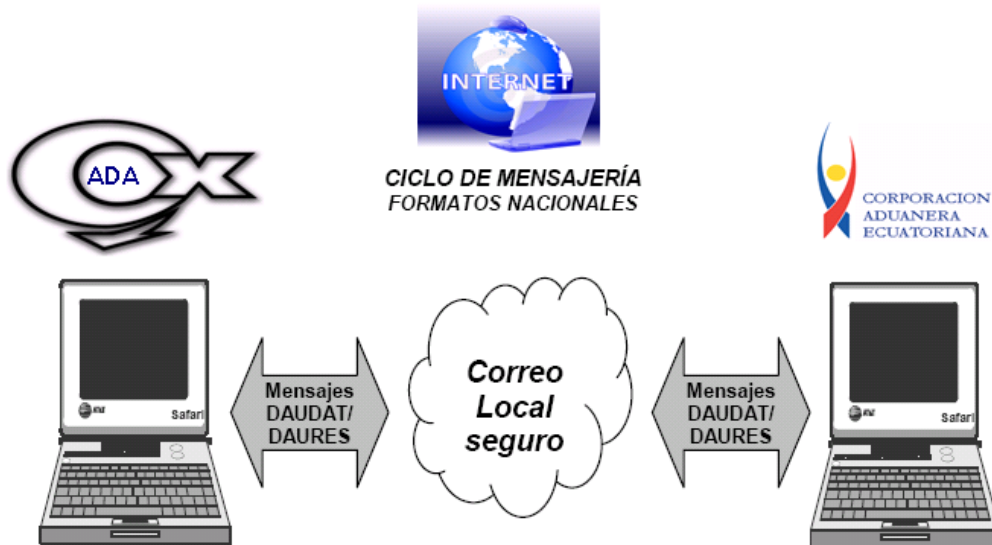 INTERNET
ADA
CICLO DE MENSAJERÍA
FORMATOS NACIONALES
CORPORACION
ADUANERA
ECUATORIANA
Mensajes
DAUDAT/
DAURES
Correo
Local
seguro
Mensajes
DAUDAT/
DAURES
Safari
Safari